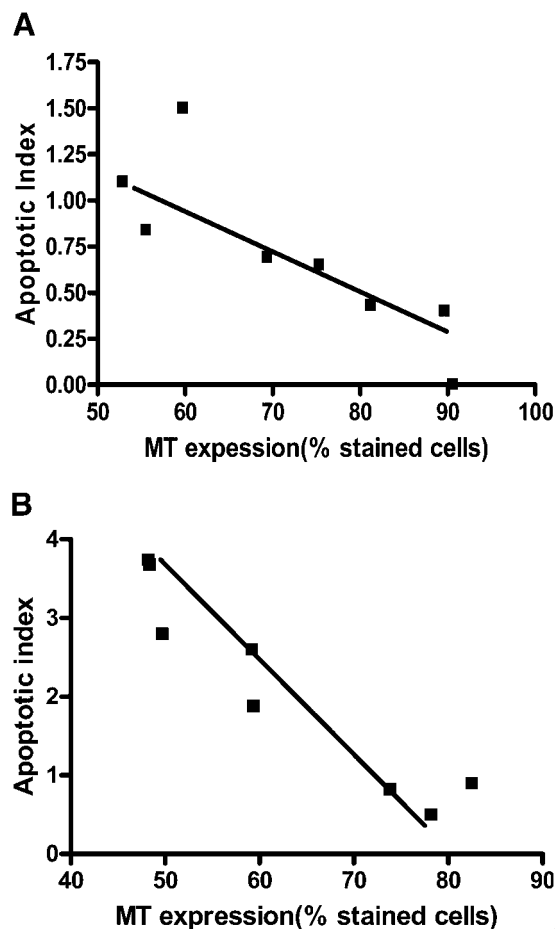 A
1.75
1.50
1.25
1.00
0.75
0.50
0.25
0.00
Apoptotic Index
50 60 70 80 90 100
MT expession(% stained cells)
B
4
3
2
1
0
Apoptotic index
40 50 60 70 80 90
MT expression(% stained cells)